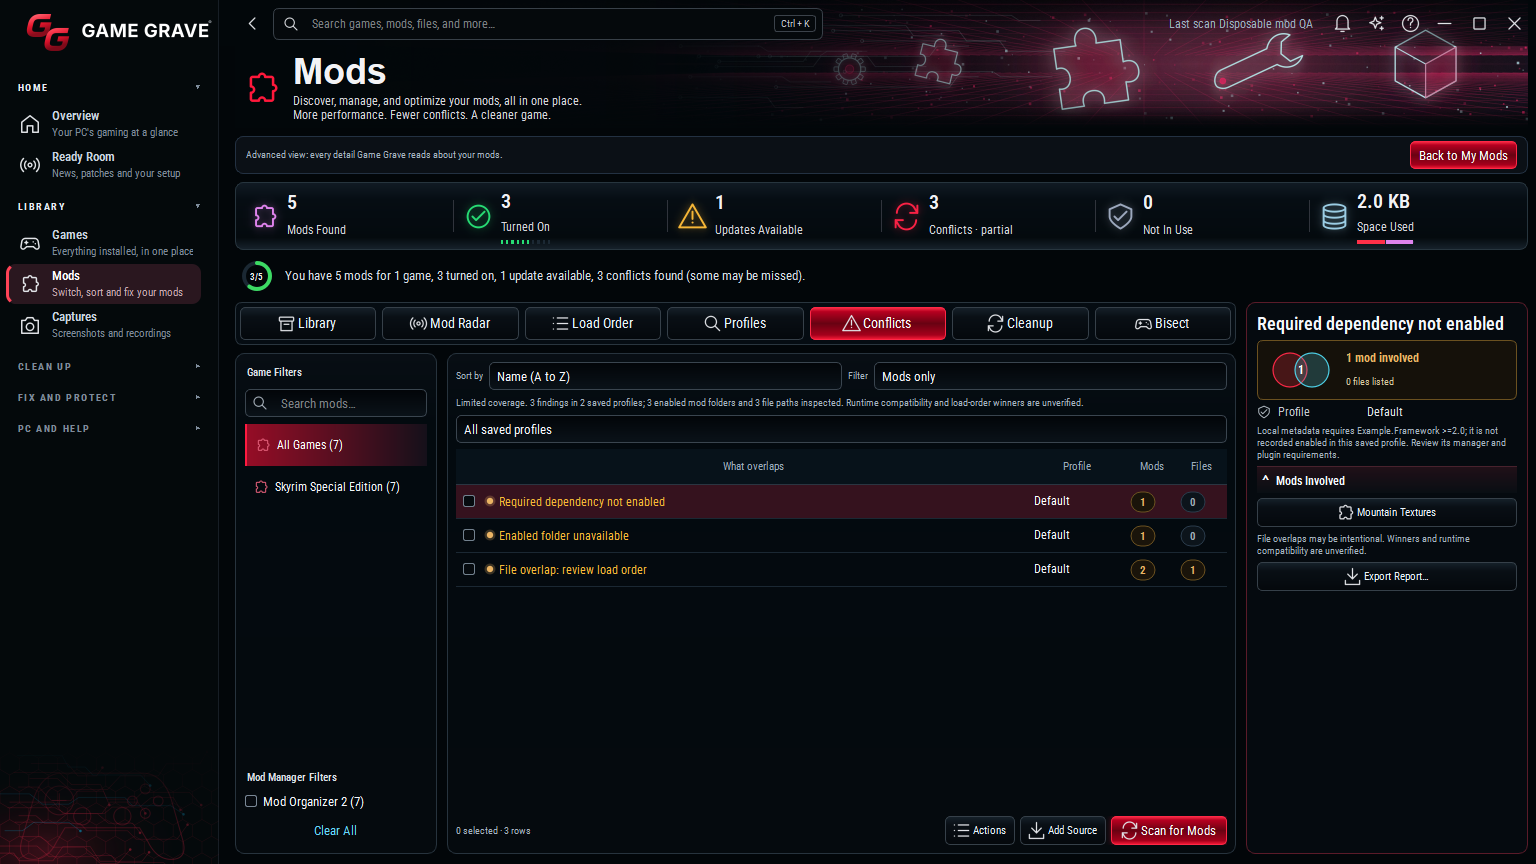 GG GAME GRAVE
Search games, mods, files, and more...
Ctrl + K
Last scan Disposable mod QA
Mods
Discover, manage, and optimize your mods, all in one place.
More performance. Fewer conflicts. A cleaner game.
HOME
Overview
Your PC's gaming at a glance
Ready Room
News, patches and your setup
LIBRARY
Games
Everything installed, in one place
Mods
Switch, sort and fix your mods
Captures
Screenshots and recordings
CLEAN UP
FIX AND PROTECT
PC AND HELP
Advanced view: every detail Game Grave reads about your mods.
Back to My Mods
5
Mods Found
3
Turned On
1
Updates Available
3
Conflicts · partial
0
Not In Use
2.0 KB
Space Used
3/5
You have 5 mods for 1 game, 3 turned on, 1 update available, 3 conflicts found (some may be missed).
Library
Mod Radar
Load Order
Profiles
Conflicts
Cleanup
Bisect
Game Filters
Search mods...
All Games (7)
Skyrim Special Edition (7)
Mod Manager Filters
Mod Organizer 2 (7)
Clear All
Sort by
Name (A to Z)
Filter
Mods only
Limited coverage. 3 findings in 2 saved profiles; 3 enabled mod folders and 3 file paths inspected. Runtime compatibility and load-order winners are unverified.
All saved profiles
What overlaps Profile Mods Files
Required dependency not enabled Default 1 0
Enabled folder unavailable Default 1 0
File overlap: review load order Default 2 1
0 selected · 3 rows
Actions
Add Source
Scan for Mods
Required dependency not enabled
1
1 mod involved
0 files listed
Profile Default
Local metadata requires Example.Framework >=2.0; it is not
recorded enabled in this saved profile. Review its manager and
plugin requirements.
^ Mods Involved
Mountain Textures
File overlaps may be intentional. Winners and runtime
compatibility are unverified.
Export Report...